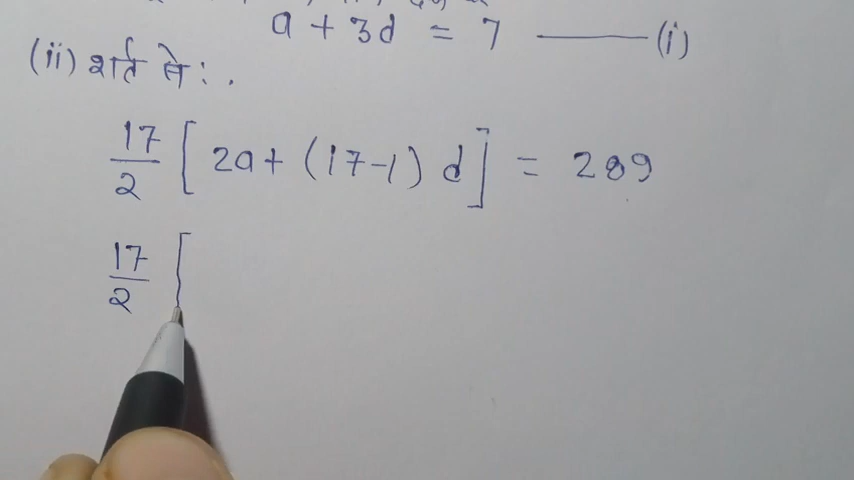 a + 3d = 7 ——— (i)
(ii) शर्त से :.
17/2 [ 2a + (17-1) d ] = 289
17/2 [